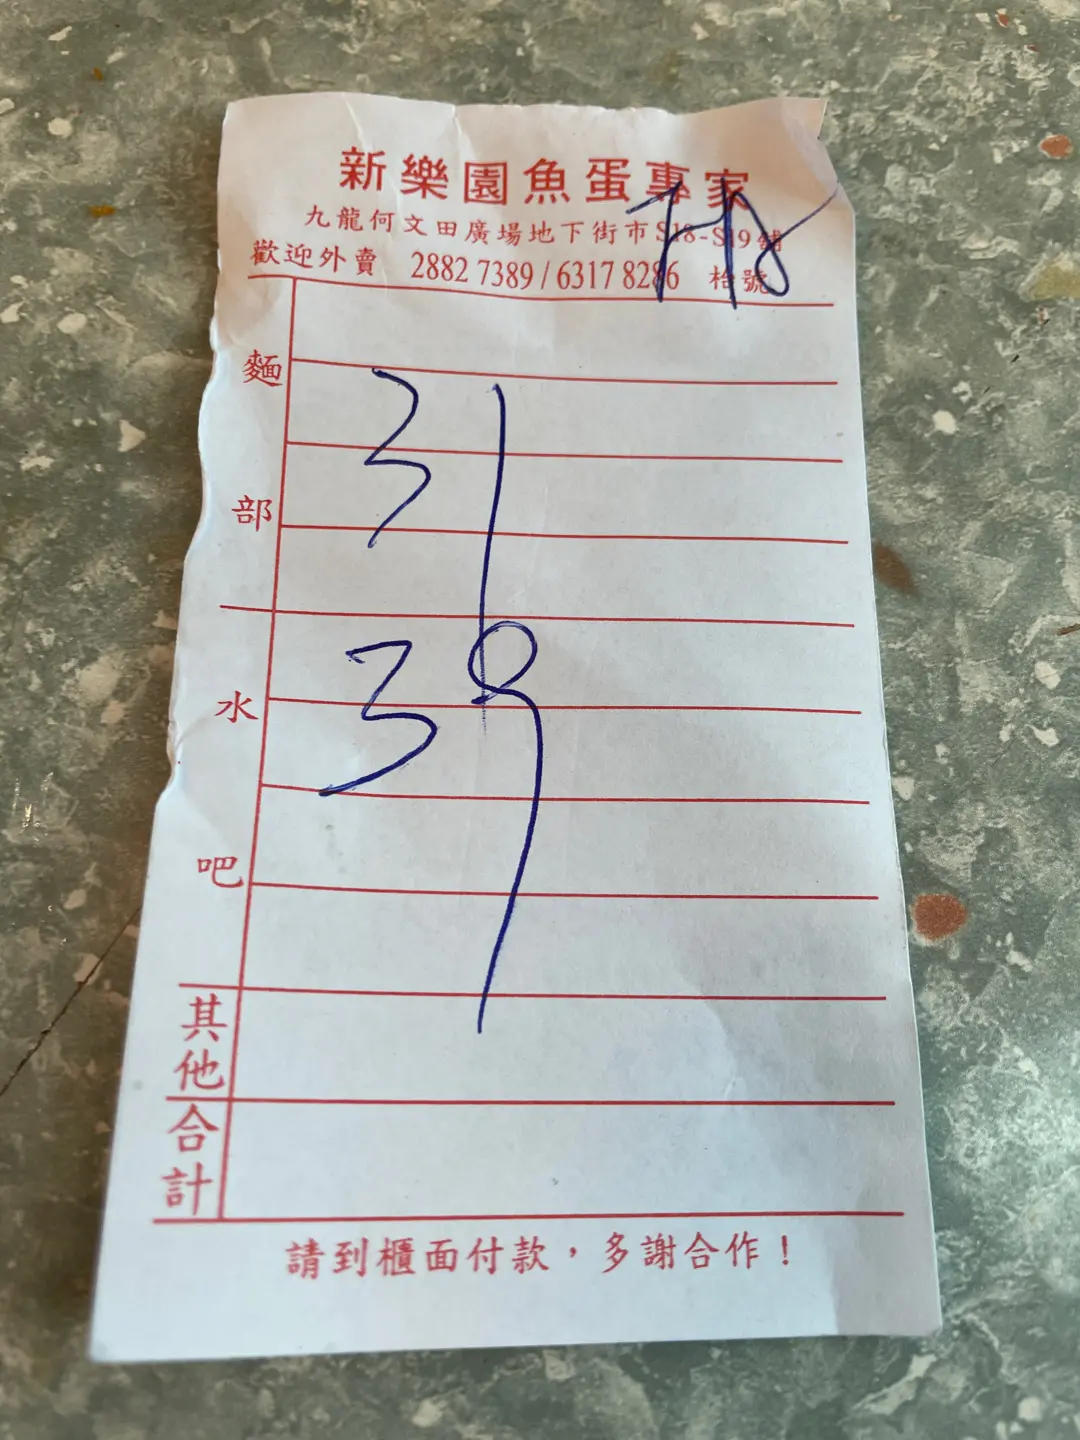 新樂園魚蛋專家
九龍何文田廣場地下街市S18-S19舖
歡迎外賣 2882 7389 / 6317 8286 枱號
麵部
31
水吧
39
其他
合計
請到櫃面付款，多謝合作！